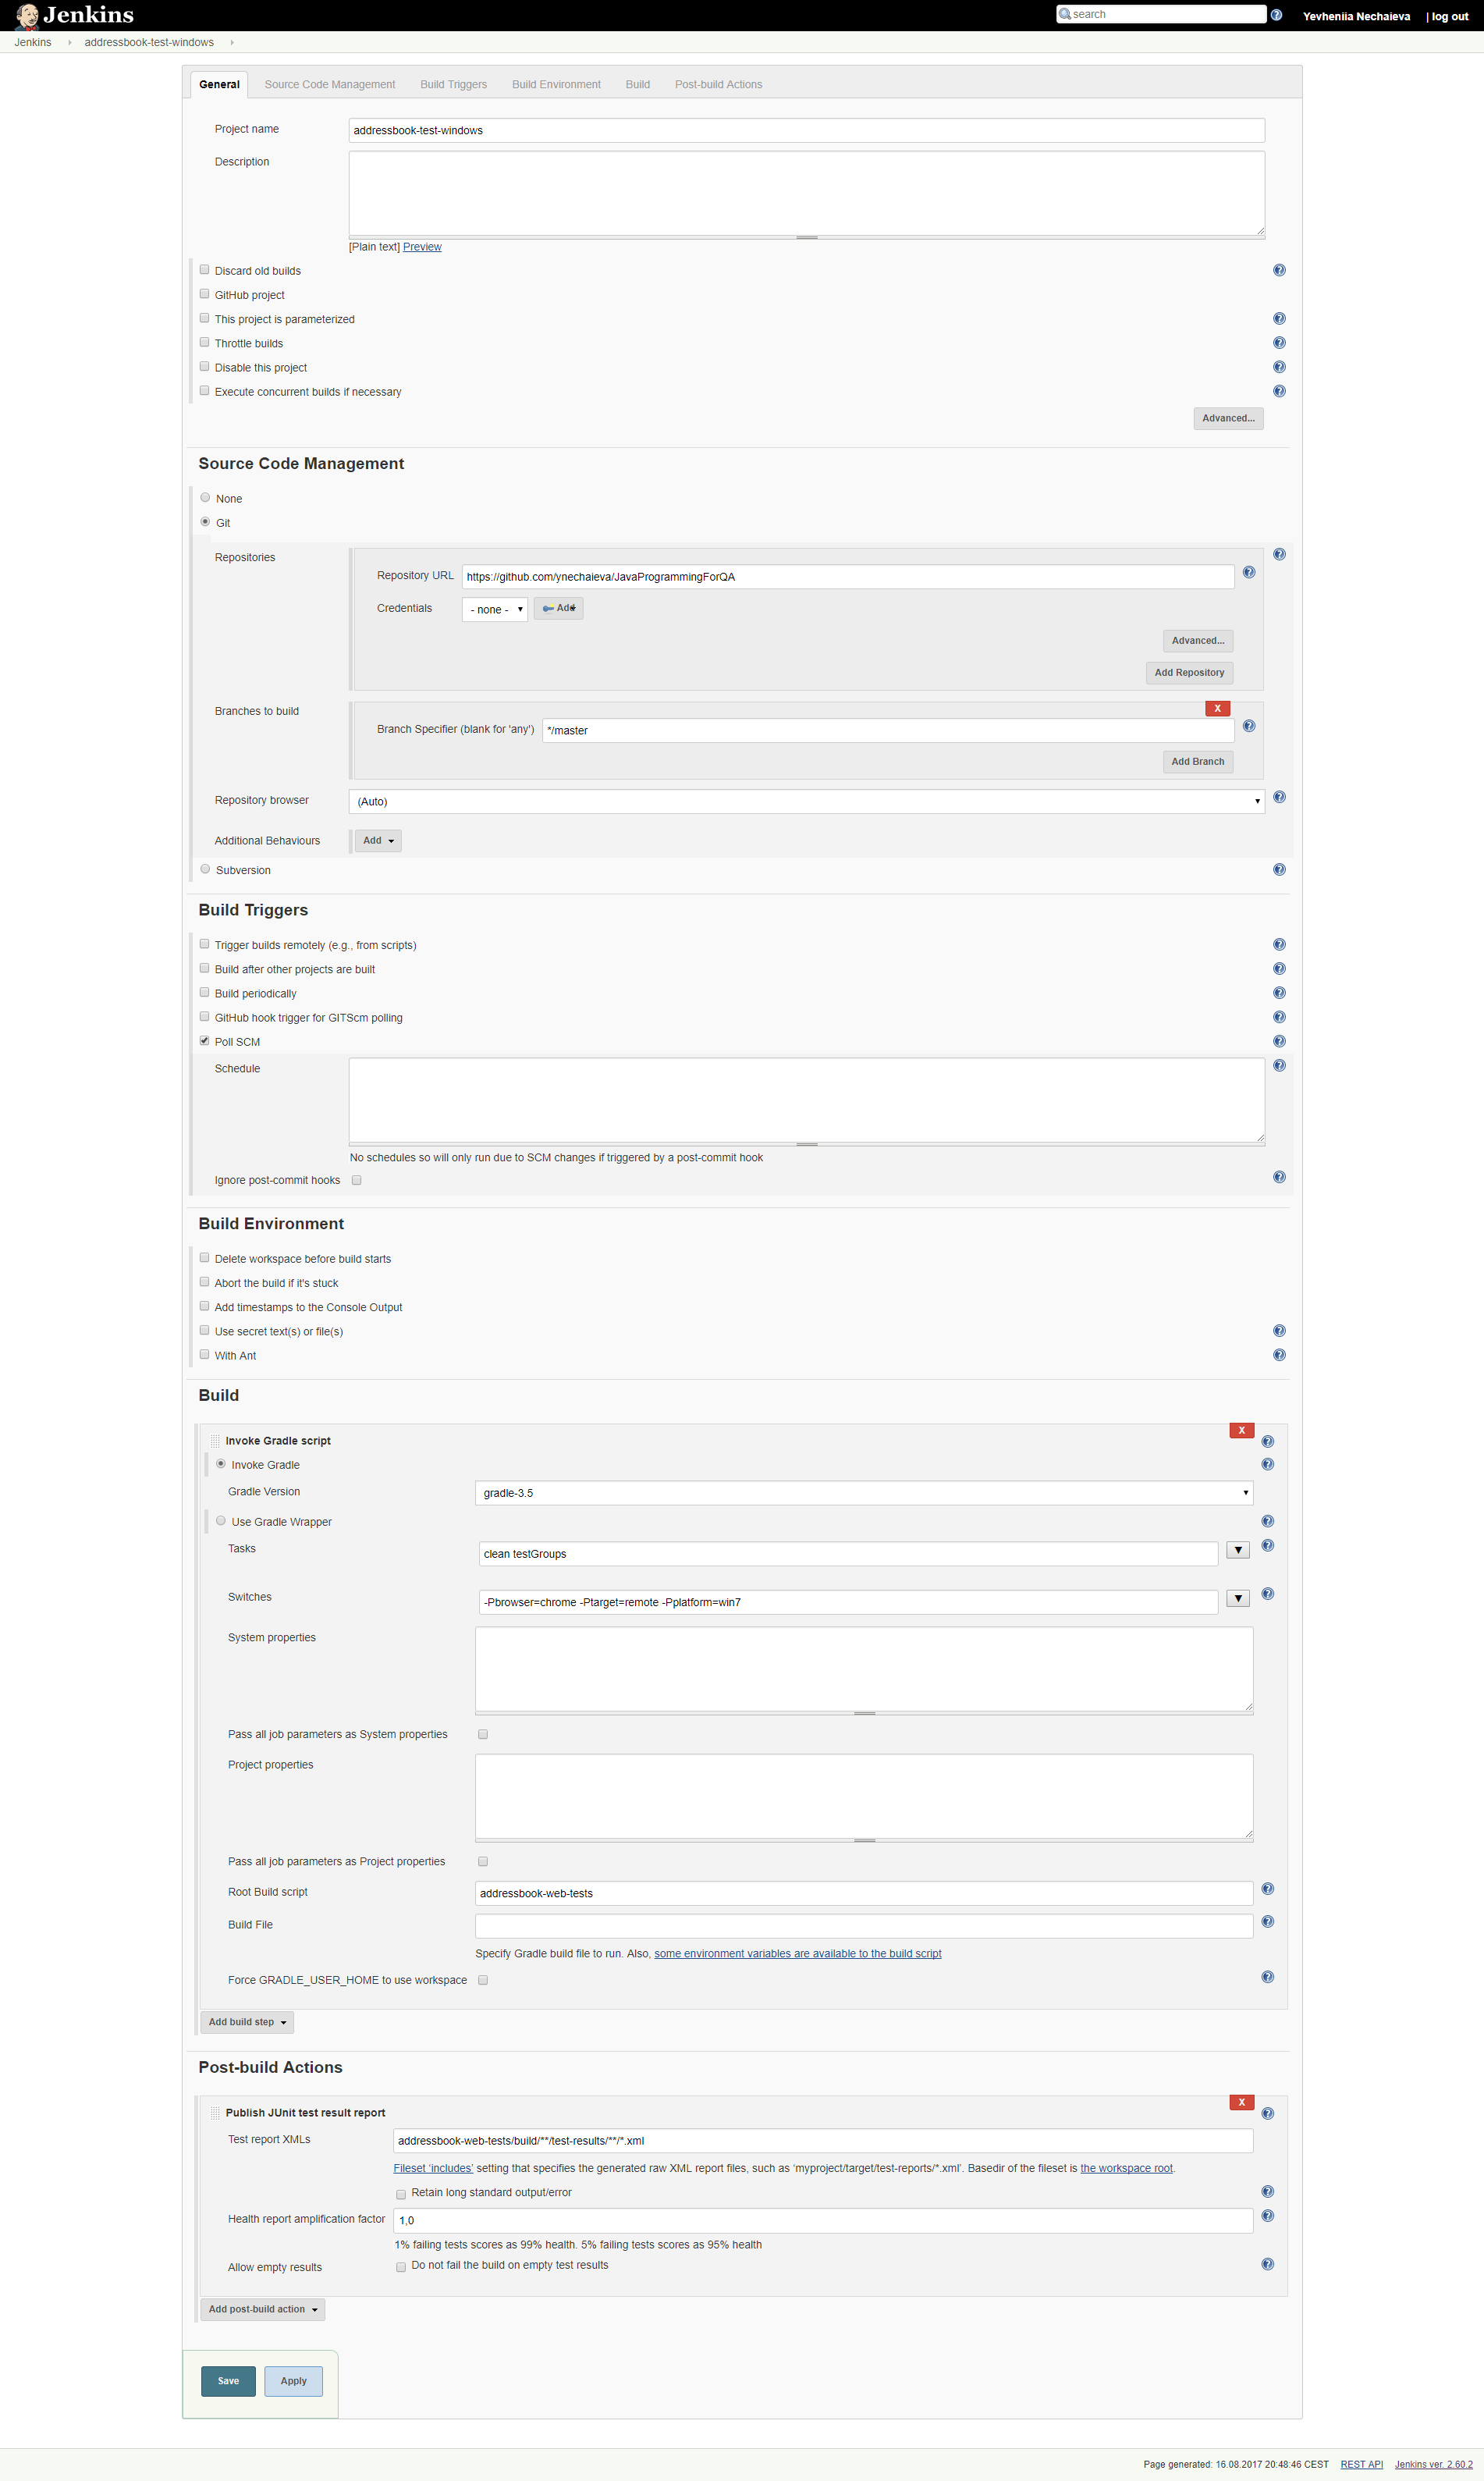 Jenkins
search
Yevheniia Nechaieva | log out
Jenkins addressbook-test-windows
General Source Code Management Build Triggers Build Environment Build Post-build Actions
Project name addressbook-test-windows
Description
[Plain text] Preview
Discard old builds
GitHub project
This project is parameterized
Throttle builds
Disable this project
Execute concurrent builds if necessary
Advanced...
Source Code Management
None
Git
Repositories
Repository URL https://github.com/ynechaieva/JavaProgrammingForQA
Credentials - none - Add
Advanced...
Add Repository
Branches to build
X
Branch Specifier (blank for 'any') */master
Add Branch
Repository browser (Auto)
Additional Behaviours Add
Subversion
Build Triggers
Trigger builds remotely (e.g., from scripts)
Build after other projects are built
Build periodically
GitHub hook trigger for GITScm polling
Poll SCM
Schedule
No schedules so will only run due to SCM changes if triggered by a post-commit hook
Ignore post-commit hooks
Build Environment
Delete workspace before build starts
Abort the build if it's stuck
Add timestamps to the Console Output
Use secret text(s) or file(s)
With Ant
Build
X
Invoke Gradle script
Invoke Gradle
Gradle Version gradle-3.5
Use Gradle Wrapper
Tasks clean testGroups
Switches -Pbrowser=chrome -Ptarget=remote -Pplatform=win7
System properties
Pass all job parameters as System properties
Project properties
Pass all job parameters as Project properties
Root Build script addressbook-web-tests
Build File
Specify Gradle build file to run. Also, some environment variables are available to the build script
Force GRADLE_USER_HOME to use workspace
Add build step
Post-build Actions
X
Publish JUnit test result report
Test report XMLs addressbook-web-tests/build/**/test-results/**/*.xml
Fileset ‘includes’ setting that specifies the generated raw XML report files, such as ‘myproject/target/test-reports/*.xml’. Basedir of the fileset is the workspace root.
Retain long standard output/error
Health report amplification factor 1,0
1% failing tests scores as 99% health. 5% failing tests scores as 95% health
Allow empty results Do not fail the build on empty test results
Add post-build action
Save Apply
Page generated: 16.08.2017 20:48:46 CEST REST API Jenkins ver. 2.60.2